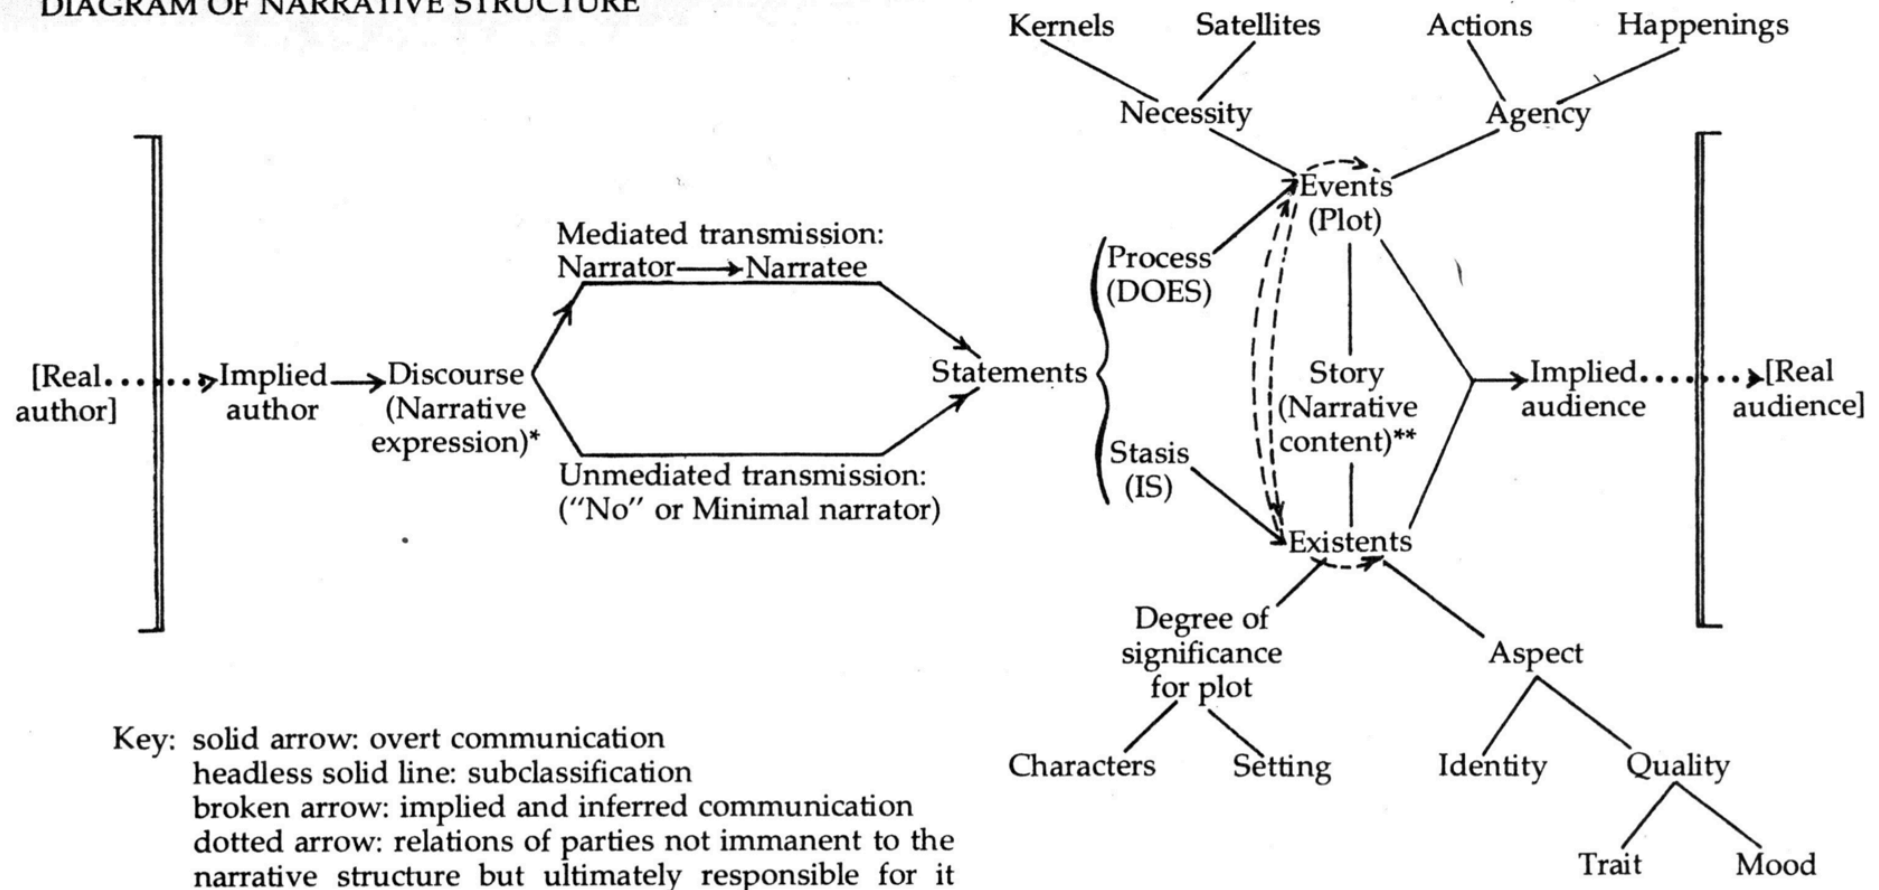 DIAGRAM OF NARRATIVE STRUCTURE
Kernels
Satellites
Actions
Happenings
Necessity
Agency
Events
(Plot)
Mediated transmission:
Narrator Narratee
Process
(DOES)
[Real
author]
Implied
author
Discourse
(Narrative
expression)*
Statements
Story
(Narrative
content)**
Implied
audience
[Real
audience]
Unmediated transmission:
(“No” or Minimal narrator)
Stasis
(IS)
Existents
Degree of
significance
for plot
Aspect
Characters
Setting
Identity
Quality
Trait
Mood
Key: solid arrow: overt communication
headless solid line: subclassification
broken arrow: implied and inferred communication
dotted arrow: relations of parties not immanent to the
narrative structure but ultimately responsible for it